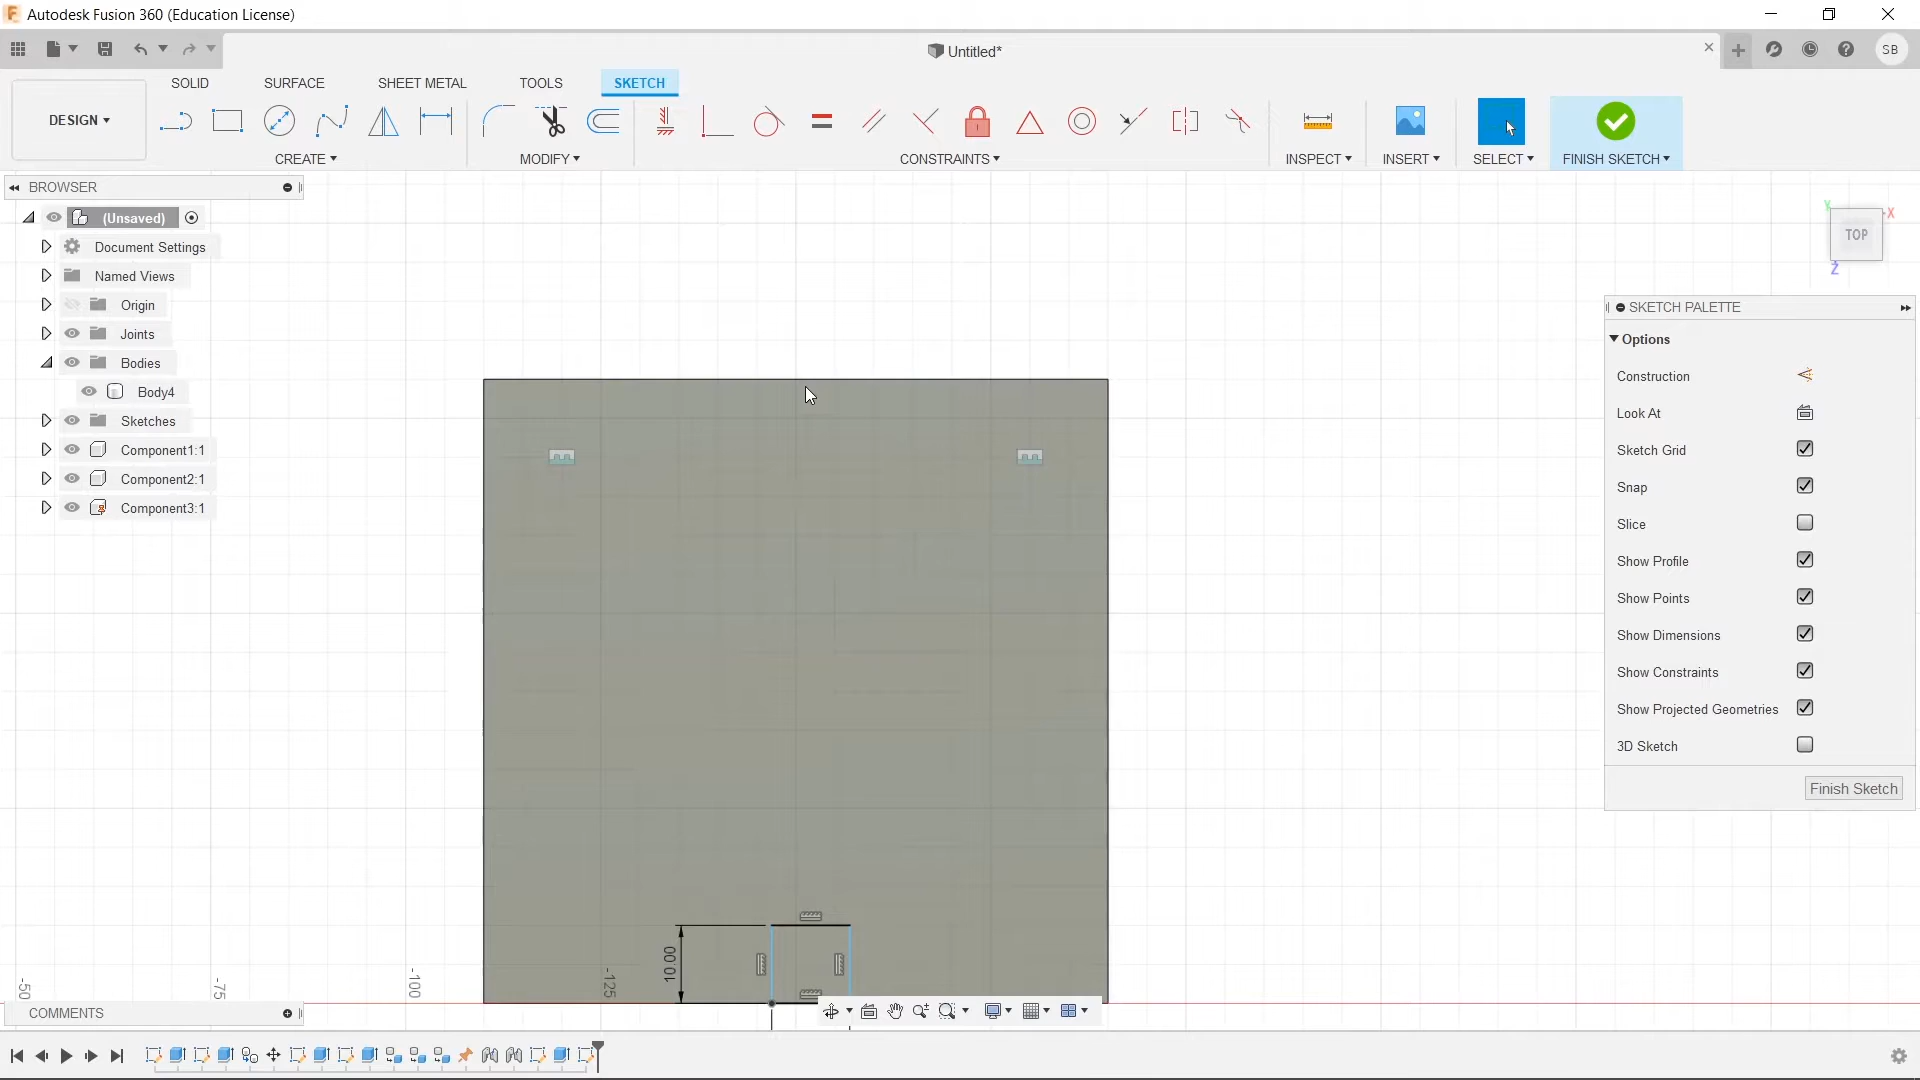 Autodesk Fusion 360 (Education License)
Untitled*
SB
SOLID
SURFACE
SHEET METAL
TOOLS
SKETCH
DESIGN
CREATE
MODIFY
CONSTRAINTS
INSPECT
INSERT
SELECT
FINISH SKETCH
BROWSER
(Unsaved)
Document Settings
Named Views
Origin
Joints
Bodies
Body4
Sketches
Component1:1
Component2:1
Component3:1
Y
X
TOP
Z
SKETCH PALETTE
Options
Construction
Look At
Sketch Grid
Snap
Slice
Show Profile
Show Points
Show Dimensions
Show Constraints
Show Projected Geometries
3D Sketch
Finish Sketch
10.00
-50
-75
-100
-125
COMMENTS